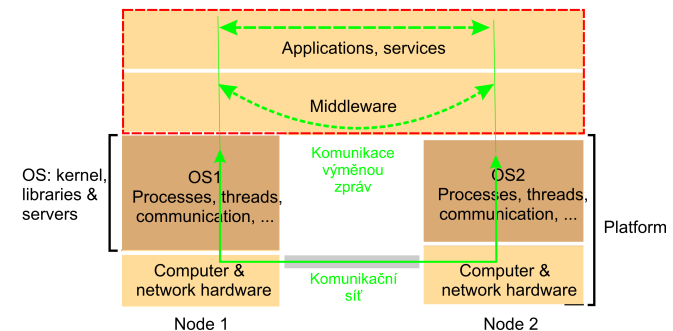 Applications, services
Middleware
Komunikace
výměnou
zpráv
OS: kernel,
libraries &
servers
OS1
Processes, threads,
communication, ...
OS2
Processes, threads,
communication, ...
Platform
Computer &
network hardware
Komunikační
síť
Computer &
network hardware
Node 1
Node 2